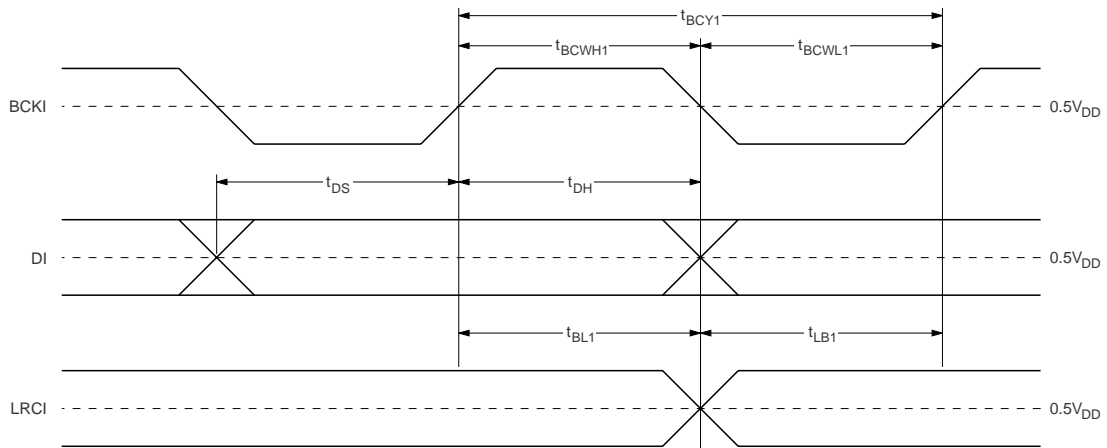 tBCY1
tBCWH1 tBCWL1
BCKI 0.5VDD
tDS tDH
DI 0.5VDD
tBL1 tLB1
LRCI 0.5VDD